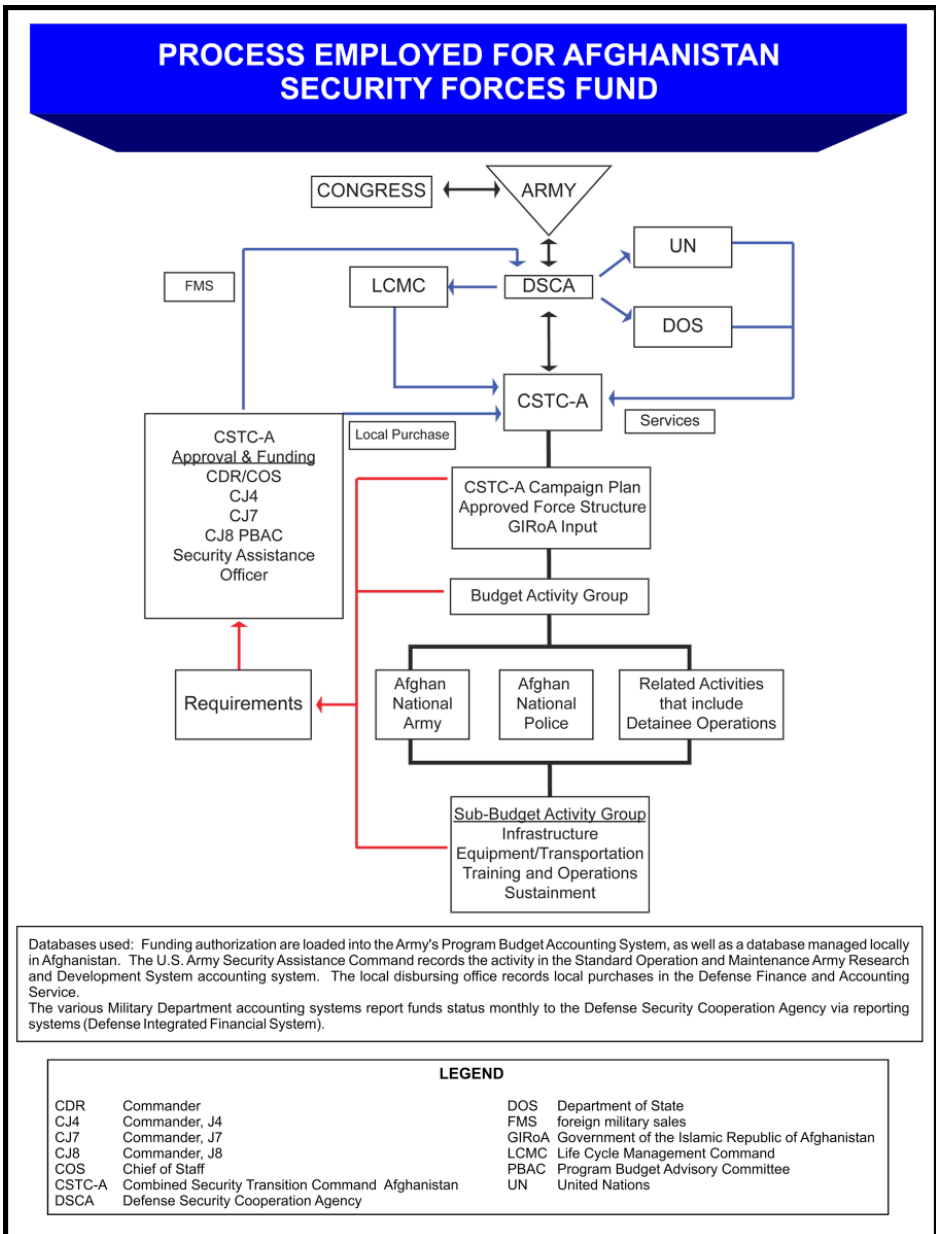 PROCESS EMPLOYED FOR AFGHANISTAN
SECURITY FORCES FUND
CONGRESS
ARMY
UN
FMS
LCMC
DSCA
DOS
CSTC-A
Services
Local Purchase
CSTC-A
Approval & Funding
CDR/COS
CJ4
CJ7
CJ8 PBAC
Security Assistance
Officer
CSTC-A Campaign Plan
Approved Force Structure
GIRoA Input
Budget Activity Group
Requirements
Afghan
National
Army
Afghan
National
Police
Related Activities
that include
Detainee Operations
Sub-Budget Activity Group
Infrastructure
Equipment/Transportation
Training and Operations
Sustainment
Databases used: Funding authorization are loaded into the Army's Program Budget Accounting System, as well as a database managed locally
in Afghanistan. The U.S. Army Security Assistance Command records the activity in the Standard Operation and Maintenance Army Research
and Development System accounting system. The local disbursing office records local purchases in the Defense Finance and Accounting
Service.
The various Military Department accounting systems report funds status monthly to the Defense Security Cooperation Agency via reporting
systems (Defense Integrated Financial System).
LEGEND
CDR Commander
CJ4 Commander, J4
CJ7 Commander, J7
CJ8 Commander, J8
COS Chief of Staff
CSTC-A Combined Security Transition Command Afghanistan
DSCA Defense Security Cooperation Agency
DOS Department of State
FMS foreign military sales
GIRoA Government of the Islamic Republic of Afghanistan
LCMC Life Cycle Management Command
PBAC Program Budget Advisory Committee
UN United Nations